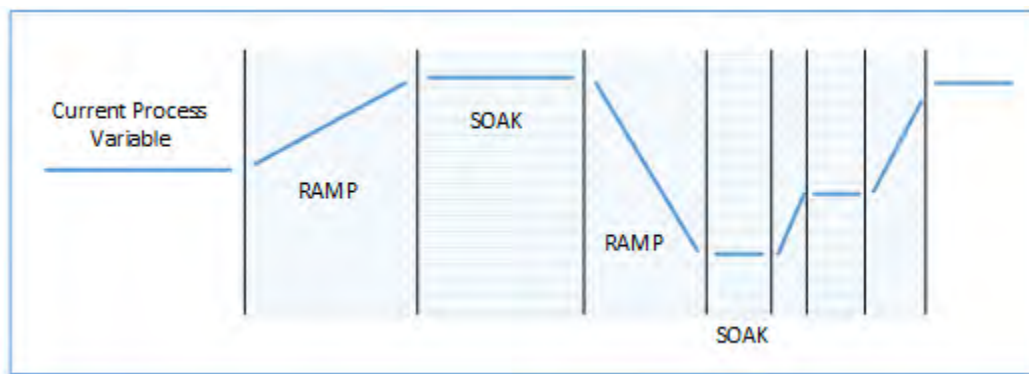 Current Process
Variable
RAMP
SOAK
RAMP
SOAK